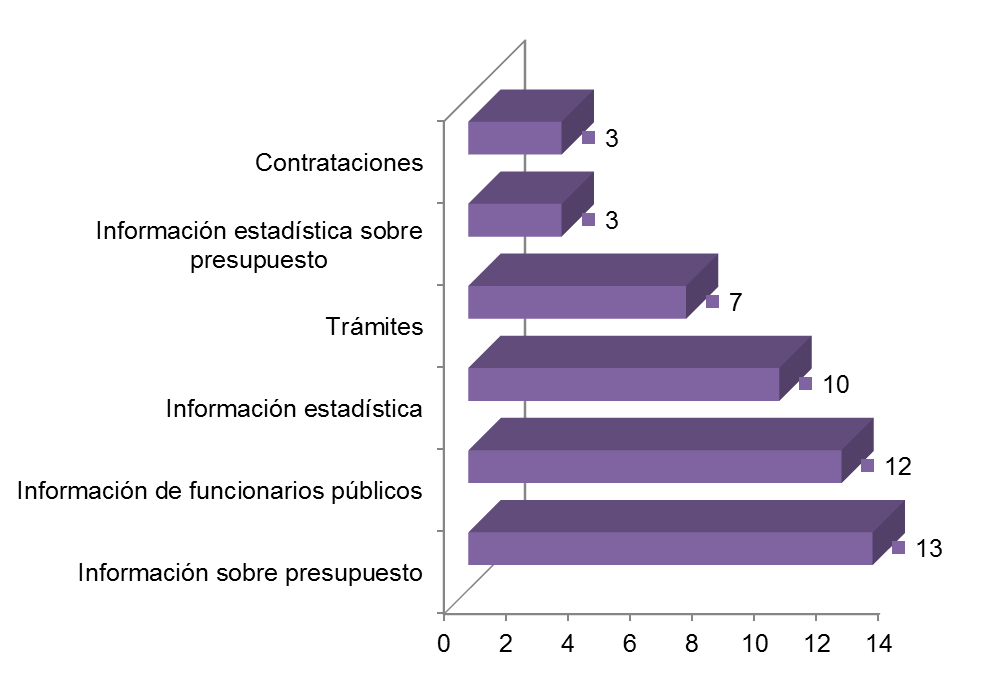 3
Contrataciones
3
Información estadística sobre
presupuesto
7
Trámites
10
Información estadística
12
Información de funcionarios públicos
13
Información sobre presupuesto
0 2 4 6 8 10 12 14